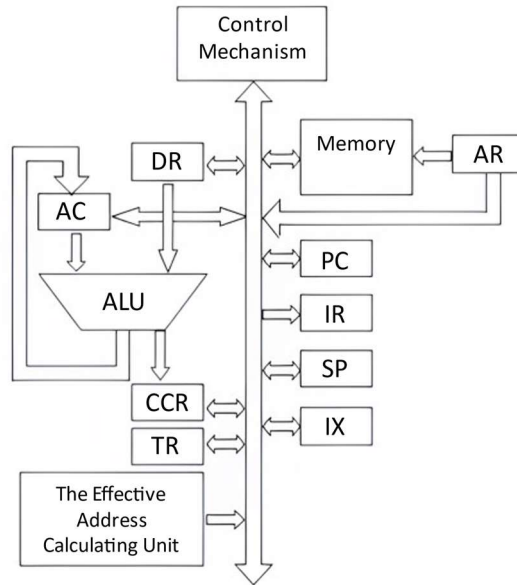 Control
Mechanism
DR
Memory
AR
AC
PC
ALU
IR
SP
CCR
IX
TR
The Effective
Address
Calculating Unit